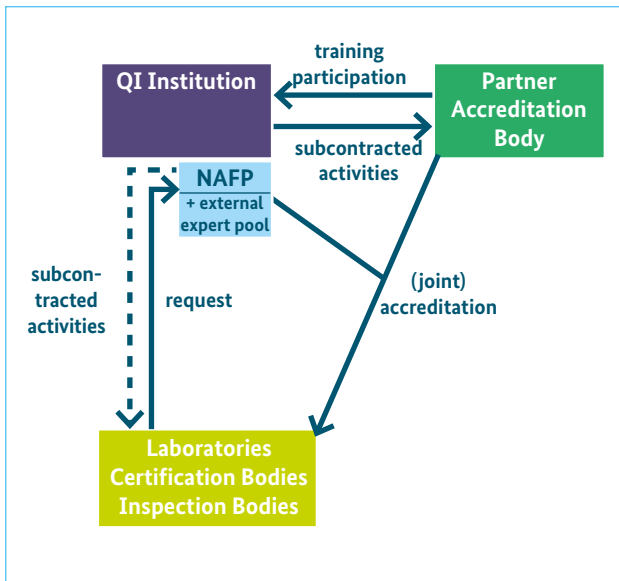 training
participation
QI Institution
Partner
Accreditation
Body
subcontracted
activities
NAFP
+ external
expert pool
subcon-
tracted
activities
request
(joint)
accreditation
Laboratories
Certification Bodies
Inspection Bodies